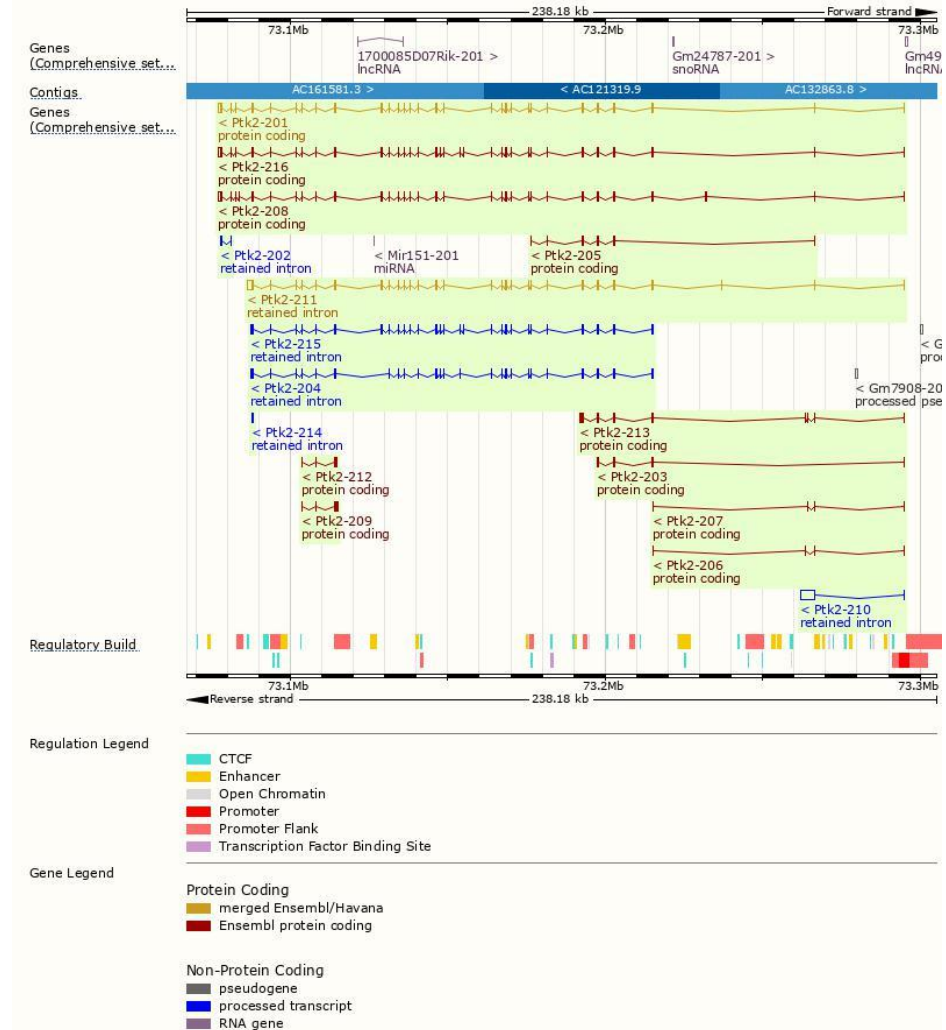 238.18 kb
Forward strand
73.1Mb
73.2Mb
73.3Mb
Genes
(Comprehensive set...
1700085D07Rik-201 >
lncRNA
Gm24787-201 >
snoRNA
Gm49
lncRNA
Contigs
AC161581.3 >
< AC121319.9
AC132863.8 >
Genes
(Comprehensive set...
< Ptk2-201
protein coding
< Ptk2-216
protein coding
< Ptk2-208
protein coding
< Ptk2-202
retained intron
< Mir151-201
miRNA
< Ptk2-205
protein coding
< Ptk2-211
retained intron
< Ptk2-215
retained intron
< G
proc
< Ptk2-204
retained intron
< Gm7908-20
processed pse
< Ptk2-214
retained intron
< Ptk2-213
protein coding
< Ptk2-212
protein coding
< Ptk2-203
protein coding
< Ptk2-209
protein coding
< Ptk2-207
protein coding
< Ptk2-206
protein coding
< Ptk2-210
retained intron
Regulatory Build
73.1Mb
73.2Mb
73.3Mb
Reverse strand
238.18 kb
Regulation Legend
CTCF
Enhancer
Open Chromatin
Promoter
Promoter Flank
Transcription Factor Binding Site
Gene Legend
Protein Coding
merged Ensembl/Havana
Ensembl protein coding
Non-Protein Coding
pseudogene
processed transcript
RNA gene